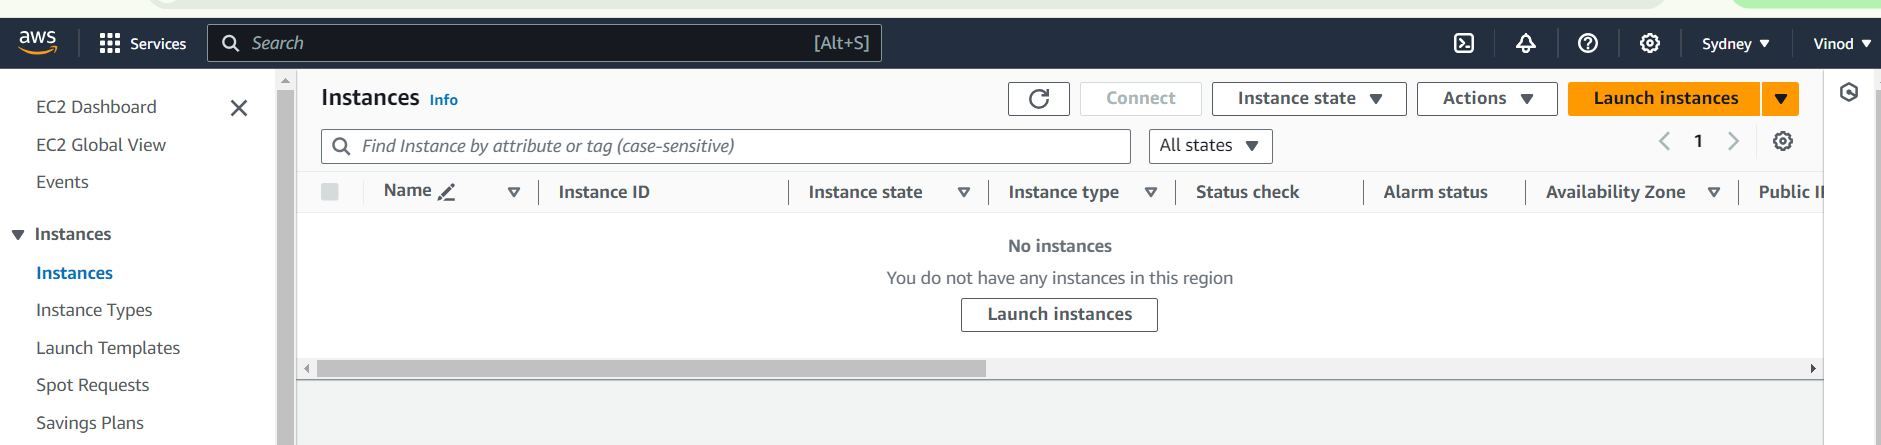 aws Services Search [Alt+S] Sydney Vinod
EC2 Dashboard
EC2 Global View
Events
Instances
Instances
Instance Types
Launch Templates
Spot Requests
Savings Plans
Instances Info Connect Instance state Actions Launch instances
Find Instance by attribute or tag (case-sensitive) All states 1
Name Instance ID Instance state Instance type Status check Alarm status Availability Zone Public
No instances
You do not have any instances in this region
Launch instances